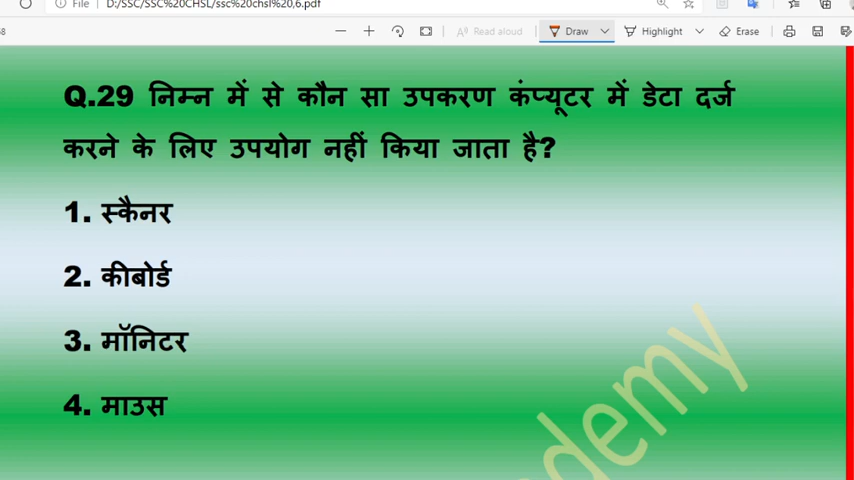 File D:/SSC/SSC%20CHSL/ssc%20chsl%20,6.pdf
Read aloud Draw Highlight Erase
Q.29 निम्न में से कौन सा उपकरण कंप्यूटर में डेटा दर्ज
करने के लिए उपयोग नहीं किया जाता है?
1. स्कैनर
2. कीबोर्ड
3. मॉनिटर
4. माउस
demy